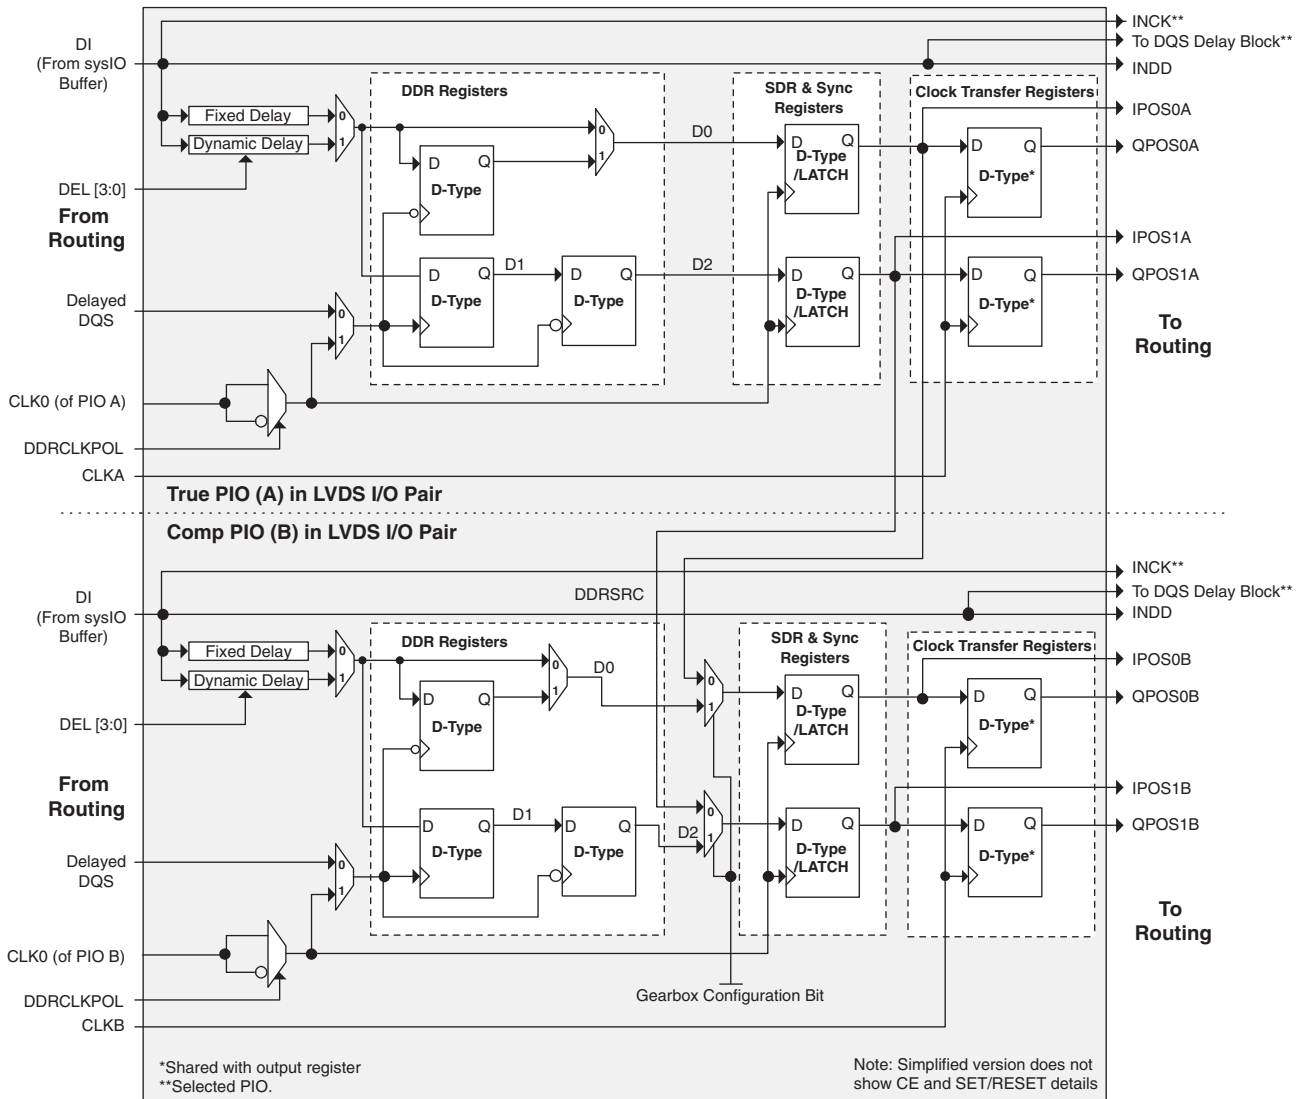 INCK**
DI
(From sysIO
Buffer)
To DQS Delay Block**
INDD
DDR Registers
SDR & Sync
Registers
Clock Transfer Registers
Fixed Delay
0
Dynamic Delay
1
0
1
D0
D Q
D-Type
D Q
D-Type
/LATCH
D Q
D-Type*
IPOS0A
QPOS0A
DEL [3:0]
From
Routing
IPOS1A
D Q
D-Type
D1
D Q
D-Type
D2
D Q
D-Type
/LATCH
D Q
D-Type*
QPOS1A
Delayed
DQS
0
1
To
Routing
CLK0 (of PIO A)
DDRCLKPOL
CLKA
True PIO (A) in LVDS I/O Pair
Comp PIO (B) in LVDS I/O Pair
INCK**
DI
(From sysIO
Buffer)
DDRSRC
To DQS Delay Block**
INDD
DDR Registers
SDR & Sync
Registers
Clock Transfer Registers
Fixed Delay
0
Dynamic Delay
1
0
1
D0
0
1
D Q
D-Type
D Q
D-Type
/LATCH
D Q
D-Type*
IPOS0B
QPOS0B
DEL [3:0]
From
Routing
IPOS1B
D Q
D-Type
D1
D Q
D-Type
D2
0
1
D Q
D-Type
/LATCH
D Q
D-Type*
QPOS1B
Delayed
DQS
0
1
To
Routing
CLK0 (of PIO B)
DDRCLKPOL
Gearbox Configuration Bit
CLKB
*Shared with output register
**Selected PIO.
Note: Simplified version does not
show CE and SET/RESET details